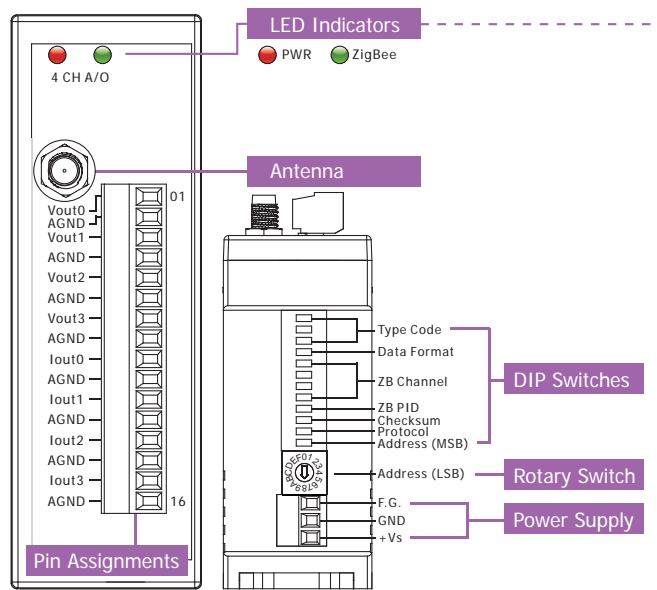 LED Indicators
PWR ZigBee
4 CH A/O
Antenna
01
Vout0
AGND
Vout1
AGND
Vout2
AGND
Vout3
AGND
Iout0
AGND
Iout1
AGND
Iout2
AGND
Iout3
AGND
16
Pin Assignments
Type Code
Data Format
ZB Channel
ZB PID
Checksum
Protocol
Address (MSB)
DIP Switches
0123456789ABCDEF
Address (LSB)
Rotary Switch
F.G.
GND
+Vs
Power Supply